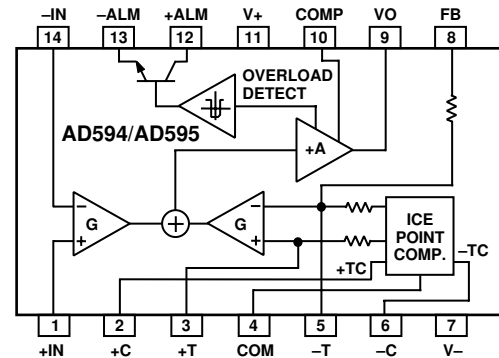 –IN –ALM +ALM V+ COMP VO FB
14 13 12 11 10 9 8
OVERLOAD
DETECT
AD594/AD595
+A
– –
G + G
+ +
ICE
POINT
COMP.
–TC
+TC
1 2 3 4 5 6 7
+IN +C +T COM –T –C V–